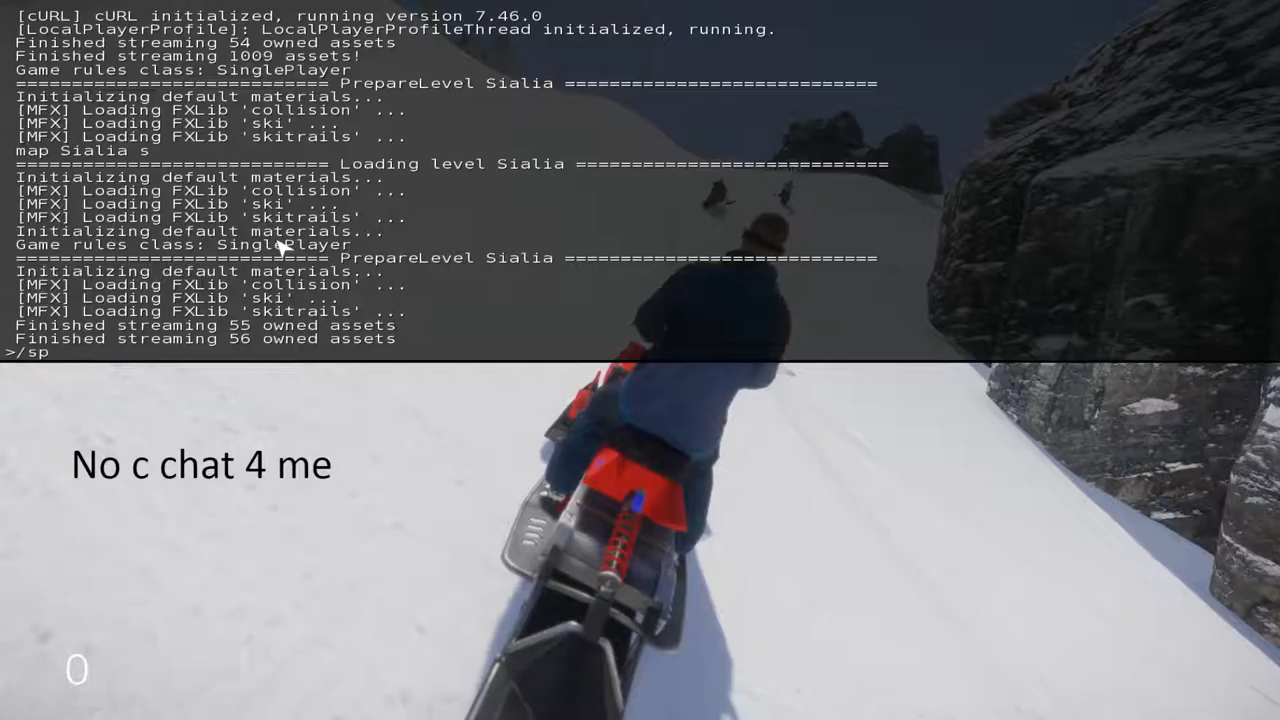 [cURL] cURL initialized, running version 7.46.0
[LocalPlayerProfile]: LocalPlayerProfileThread initialized, running.
Finished streaming 54 owned assets
Finished streaming 1009 assets!
Game rules class: SinglePlayer
============================ PrepareLevel Sialia ============================
Initializing default materials...
[MFX] Loading FXLib 'collision' ...
[MFX] Loading FXLib 'ski' ...
[MFX] Loading FXLib 'skitrails' ...
map Sialia s
============================ Loading level Sialia ============================
Initializing default materials...
[MFX] Loading FXLib 'collision' ...
[MFX] Loading FXLib 'ski' ...
[MFX] Loading FXLib 'skitrails' ...
Initializing default materials...
Game rules class: SinglePlayer
============================ PrepareLevel Sialia ============================
Initializing default materials...
[MFX] Loading FXLib 'collision' ...
[MFX] Loading FXLib 'ski' ...
[MFX] Loading FXLib 'skitrails' ...
Finished streaming 55 owned assets
Finished streaming 56 owned assets
>/sp
No c chat 4 me
0